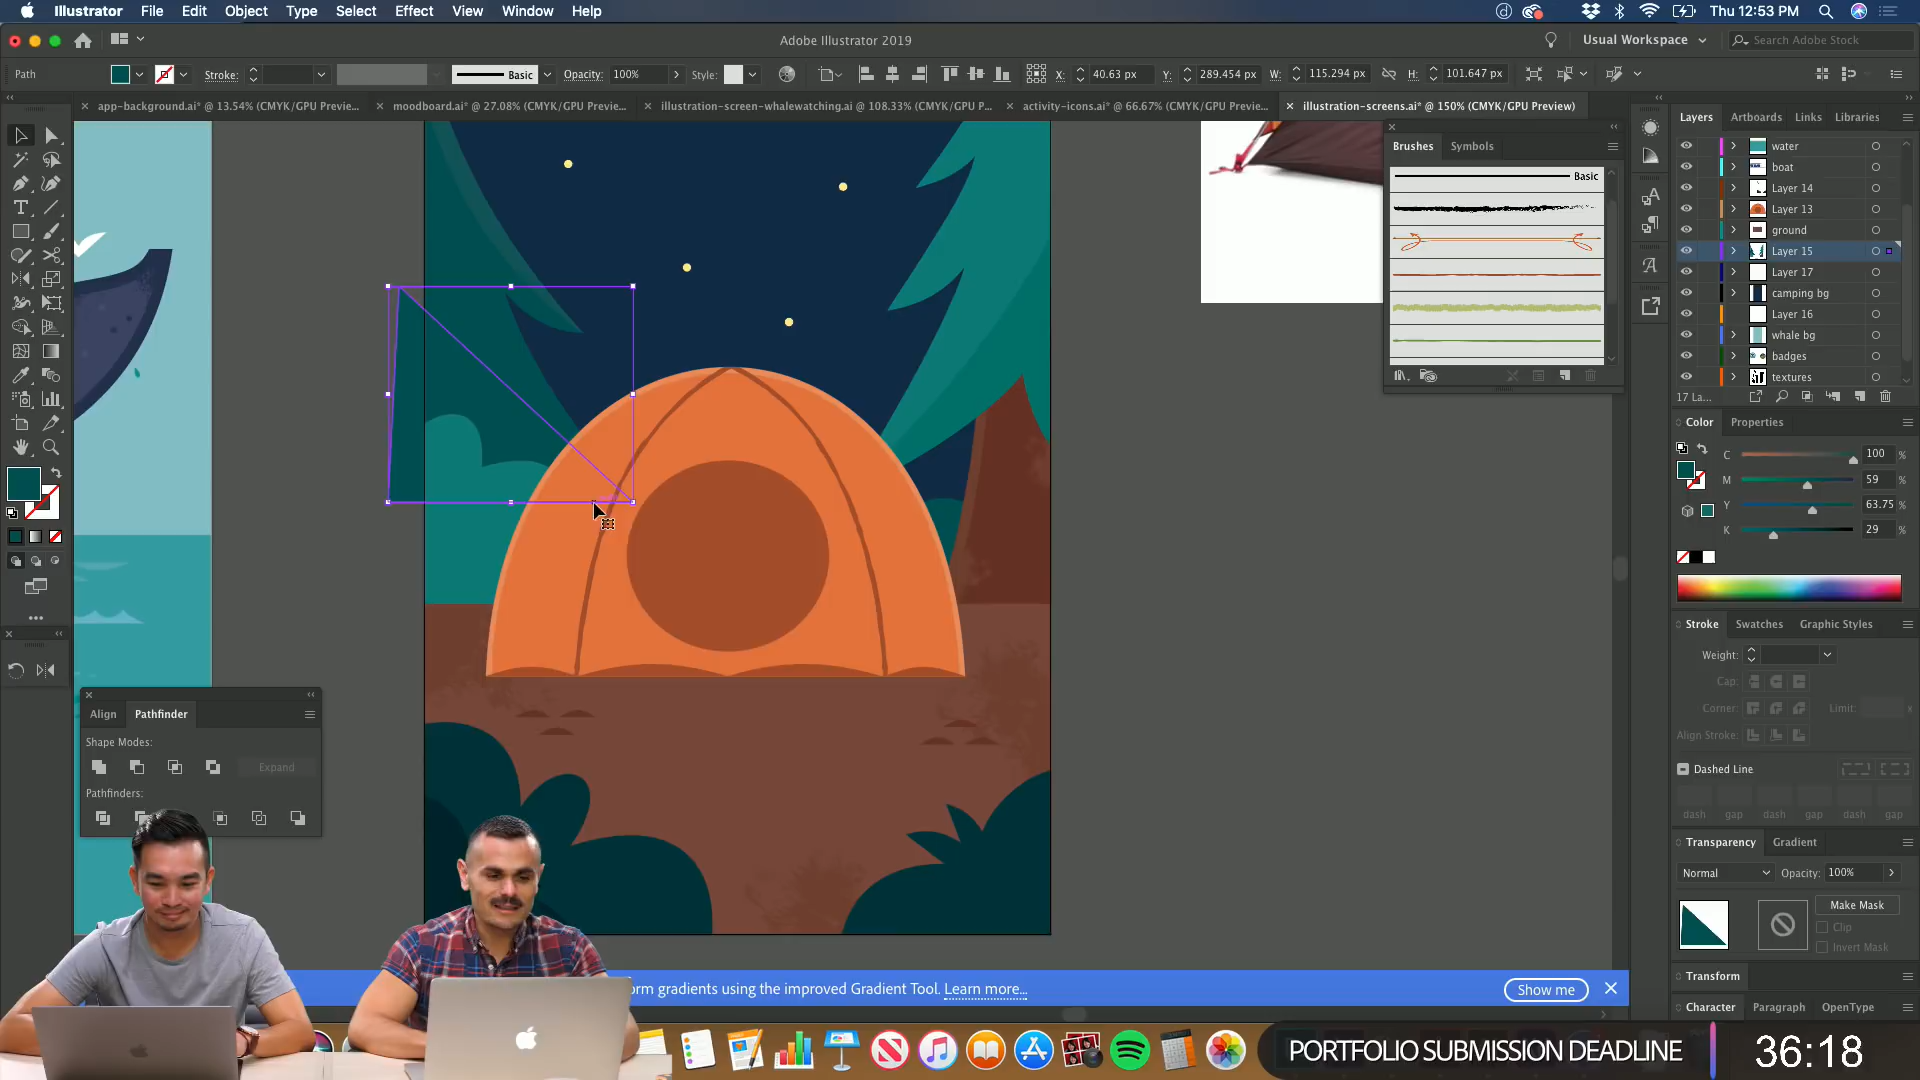 Illustrator File Edit Object Type Select Effect View Window Help Thu 12:53 PM
Adobe Illustrator 2019 Usual Workspace Search Adobe Stock
Path Stroke: Basic Opacity: 100% Style: X: 40.63 px Y: 289.454 px W: 115.294 px H: 101.647 px
app-background.ai* @ 13.54% (CMYK/GPU Previe... moodboard.ai* @ 27.08% (CMYK/GPU Previe... illustration-screen-whalewatching.ai @ 108.33% (CMYK/GPU P... activity-icons.ai* @ 66.67% (CMYK/GPU Previe... illustration-screens.ai* @ 150% (CMYK/GPU Preview)
Brushes Symbols
Basic
Layers Artboards Links Libraries
water
boat
Layer 14
Layer 13
ground
Layer 15
Layer 17
camping bg
Layer 16
whale bg
badges
textures
17 La...
Color Properties
C 100 %
M 59 %
Y 63.75 %
K 29 %
Stroke Swatches Graphic Styles
Weight:
Cap:
Corner: Limit: x
Align Stroke:
Dashed Line
dash gap dash gap dash gap
Transparency Gradient
Normal Opacity: 100%
Make Mask
Clip
Invert Mask
Transform
Character Paragraph OpenType
Align Pathfinder
Shape Modes:
Expand
Pathfinders:
orm gradients using the improved Gradient Tool. Learn more... Show me
PORTFOLIO SUBMISSION DEADLINE 36:18